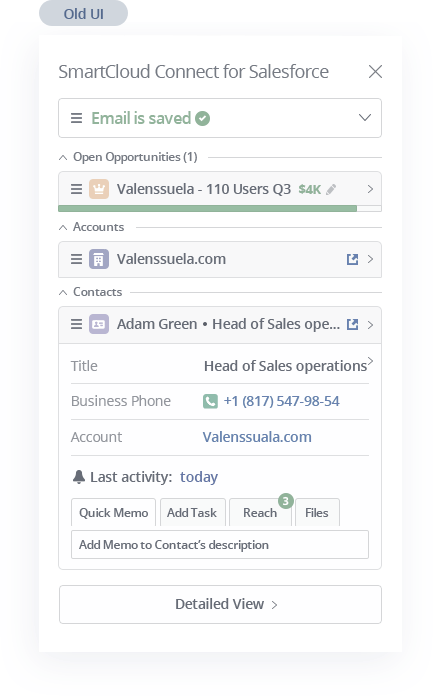 Old UI
SmartCloud Connect for Salesforce
Email is saved
Open Opportunities (1)
Valenssuela - 110 Users Q3 $4K
Accounts
Valenssuela.com
Contacts
Adam Green • Head of Sales ope...
Title Head of Sales operations
Business Phone +1 (817) 547-98-54
Account Valenssuala.com
Last activity: today
3
Quick Memo Add Task Reach Files
Add Memo to Contact's description
Detailed View